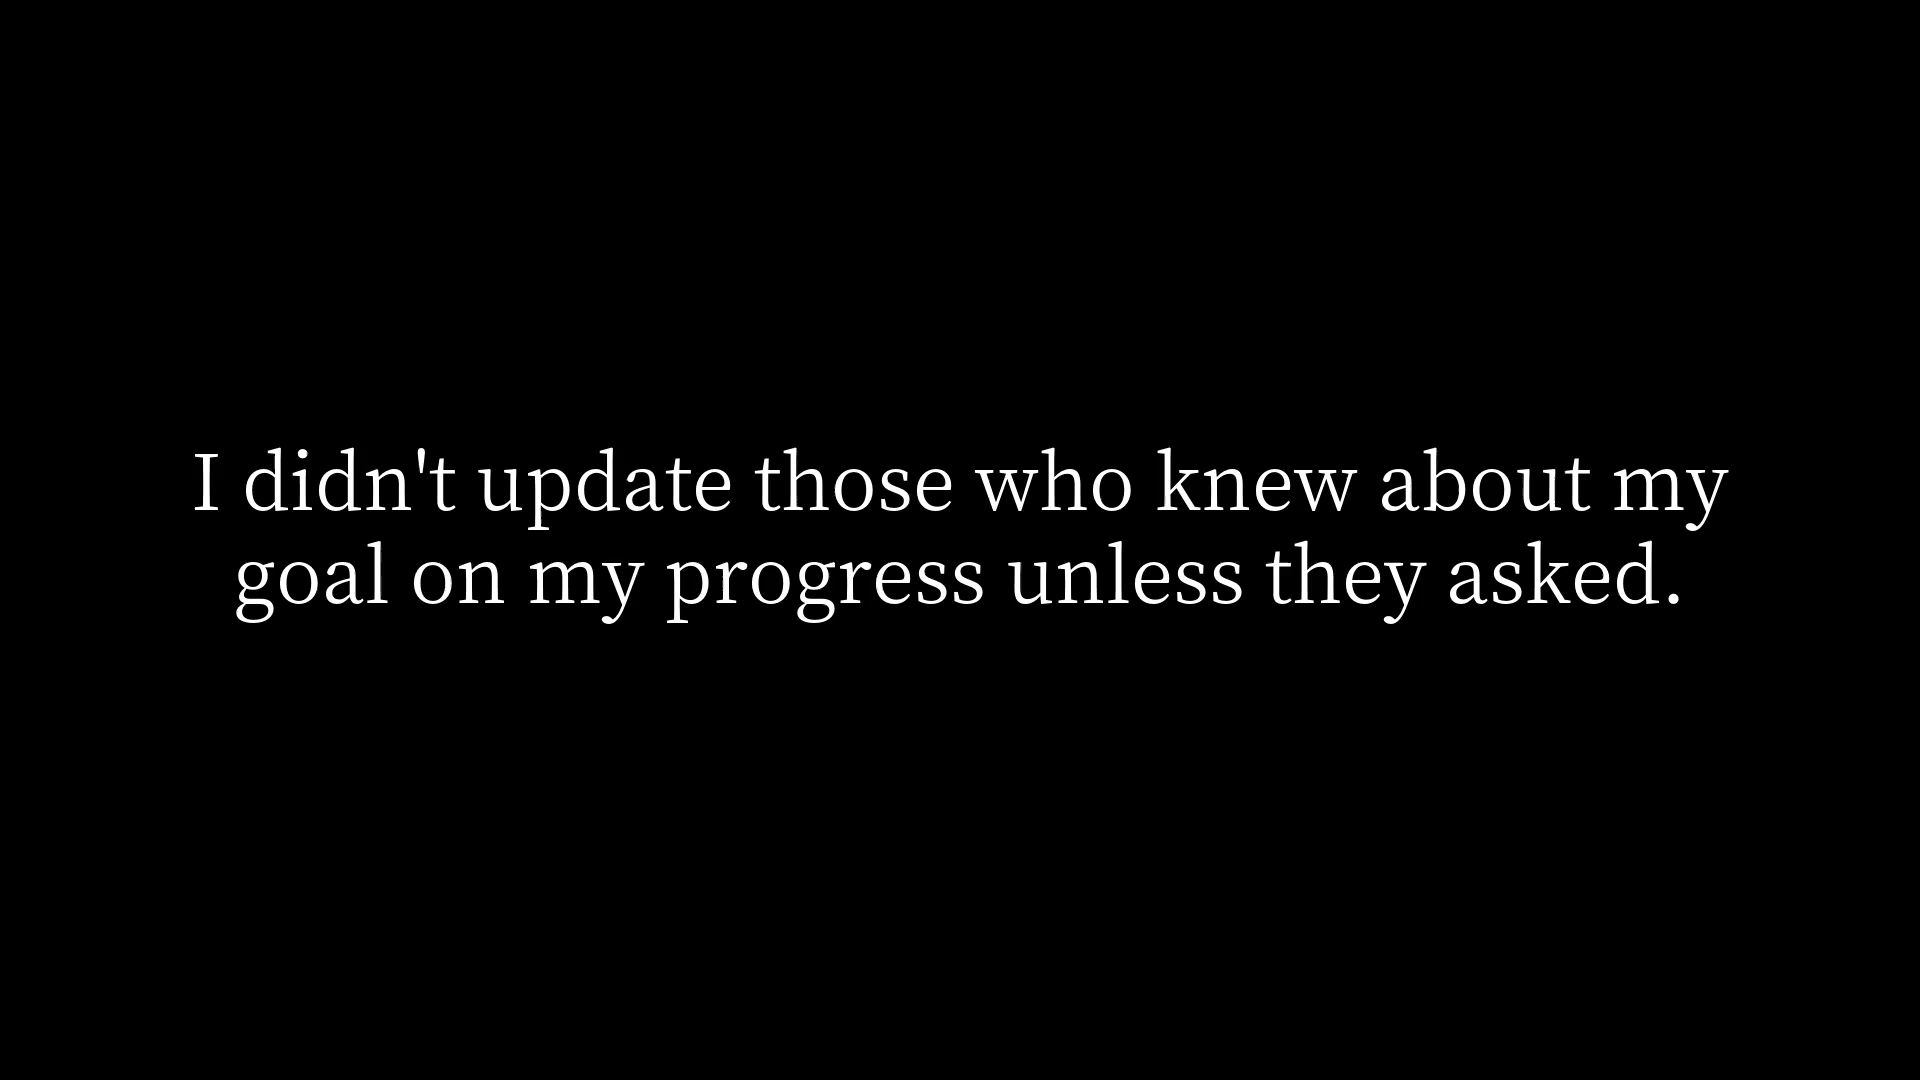 I didn't update those who knew about my
goal on my progress unless they asked.